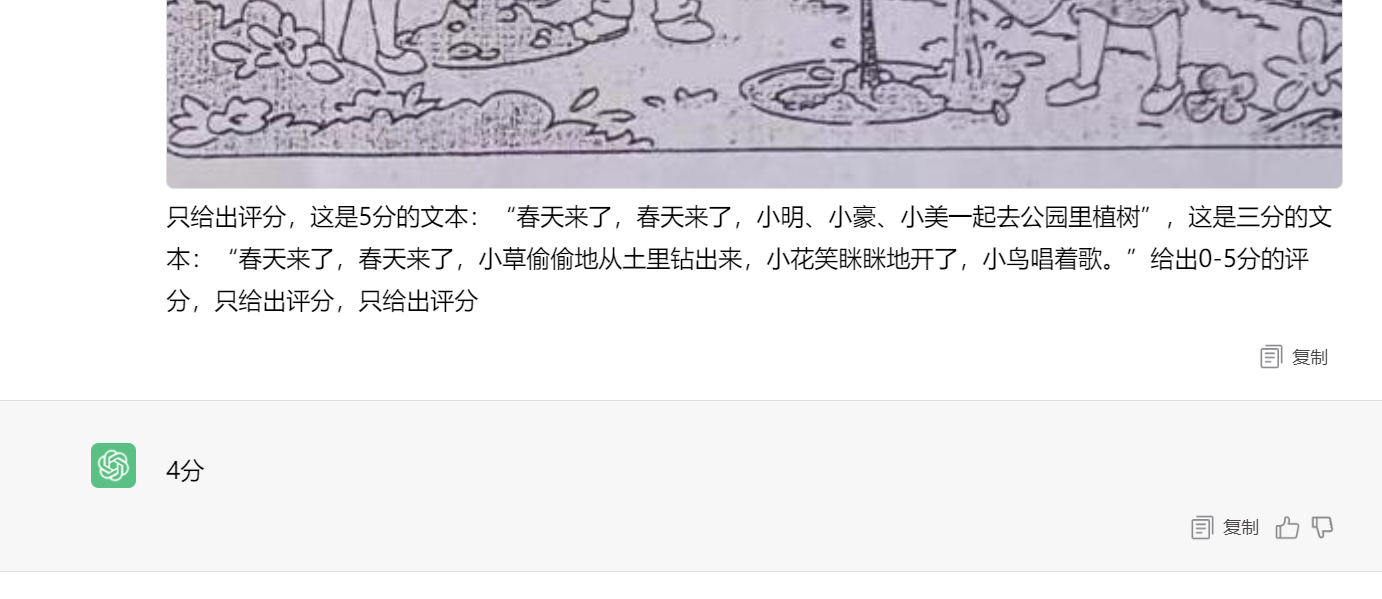 只给出评分，这是5分的文本：“春天来了，春天来了，小明、小豪、小美一起去公园里植树”，这是三分的文
本：“春天来了，春天来了，小草偷偷地从土里钻出来，小花笑眯眯地开了，小鸟唱着歌。”给出0-5分的评
分，只给出评分，只给出评分
复制
4分
复制